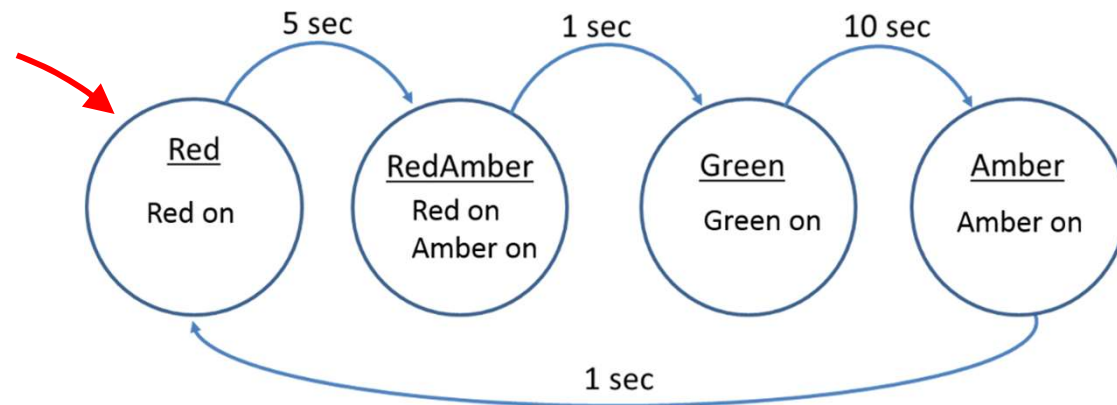 5 sec
1 sec
10 sec
Red
Red on
RedAmber
Red on
Amber on
Green
Green on
Amber
Amber on
1 sec